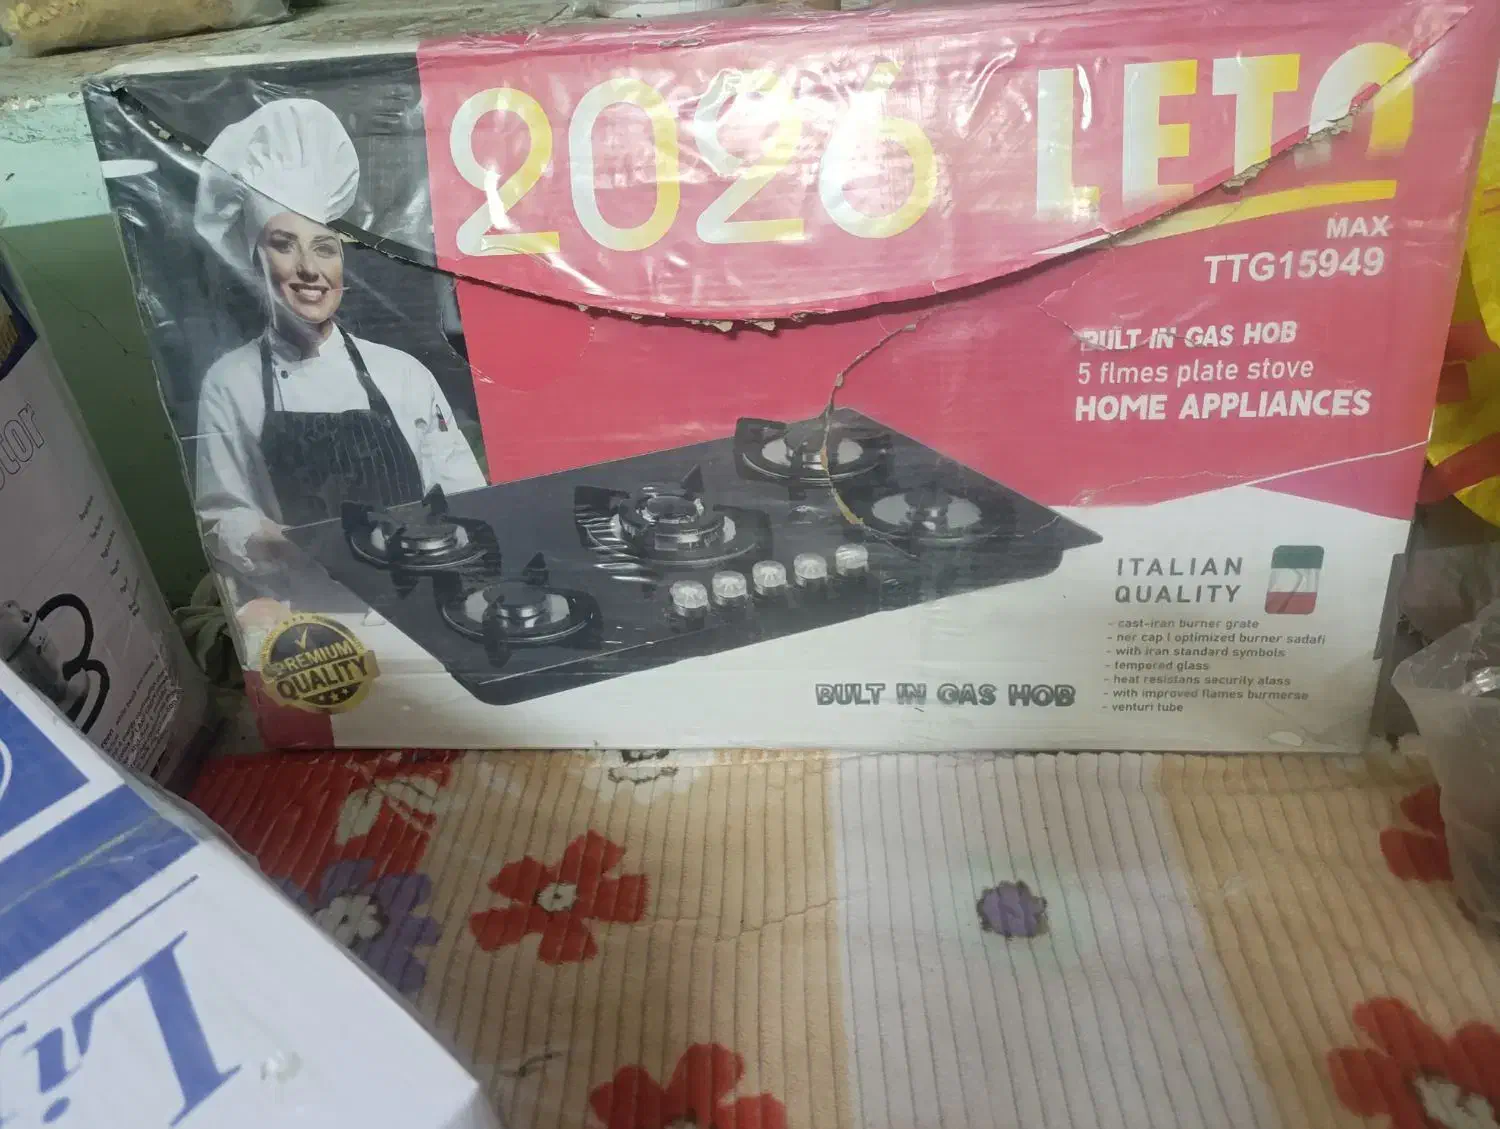 2026 LETO
MAX
TTG15949
BULT IN GAS HOB
5 flmes plate stove
HOME APPLIANCES
ITALIAN
QUALITY
- cast-iran burner grate
- ner cap l optimized burner sadafi
- with iran standard symbols
- tempered glass
- heat resistans security alass
- with improved flames burmerse
- venturi tube
BULT IN GAS HOB
PREMIUM
QUALITY